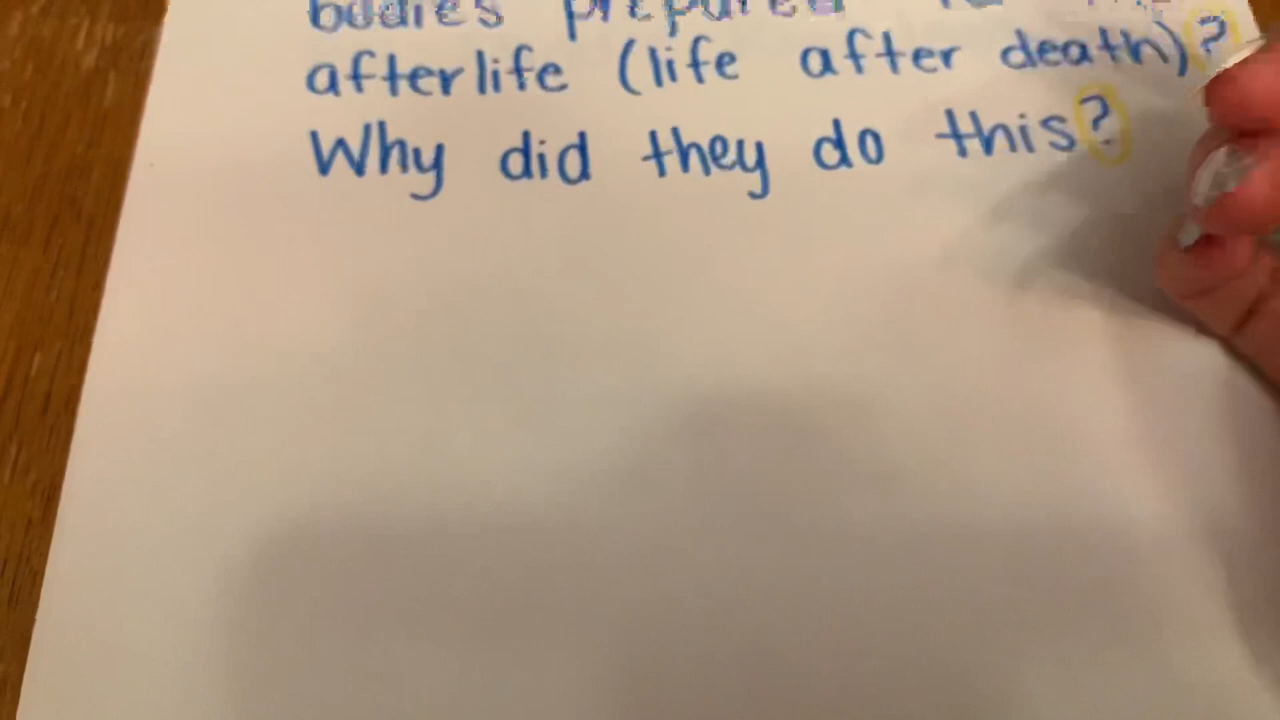 bodies prepared
afterlife (life after death)?
Why did they do this?